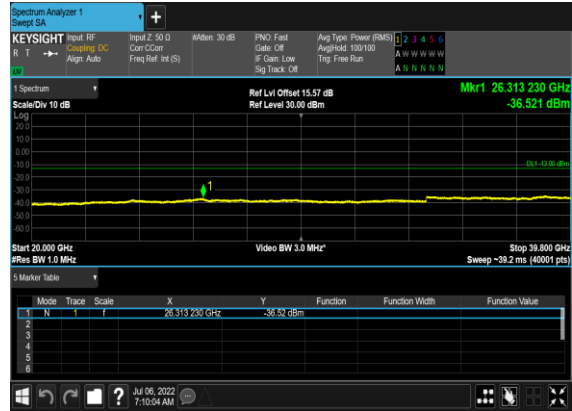 Spectrum Analyzer 1
Swept SA
+
KEYSIGHT Input: RF Input Z: 50 Ω #Atten: 30 dB PNO: Fast Avg Type: Power (RMS) 1 2 3 4 5 6
R T Coupling: DC Corr CCorr Gate: Off Avg|Hold: 100/100 A W W W W W
Align: Auto Freq Ref: Int (S) IF Gain: Low Trig: Free Run
Sig Track: Off A N N N N N
1 Spectrum
Ref Lvl Offset 15.57 dB Mkr1 26.313 230 GHz
Scale/Div 10 dB Ref Level 30.00 dBm -36.521 dBm
Log
20.0
10.0
0.00
-10.0
DL1 -13.00 dBm
-20.0
1
-30.0
-40.0
-50.0
-60.0
Start 20.000 GHz Video BW 3.0 MHz* Stop 39.800 GHz
#Res BW 1.0 MHz Sweep ~39.2 ms (40001 pts)
5 Marker Table
Mode Trace Scale X Y Function Function Width Function Value
1 N 1 f 26.313 230 GHz -36.52 dBm
2
3
4
5
6
? Jul 06, 2022
7:10:04 AM